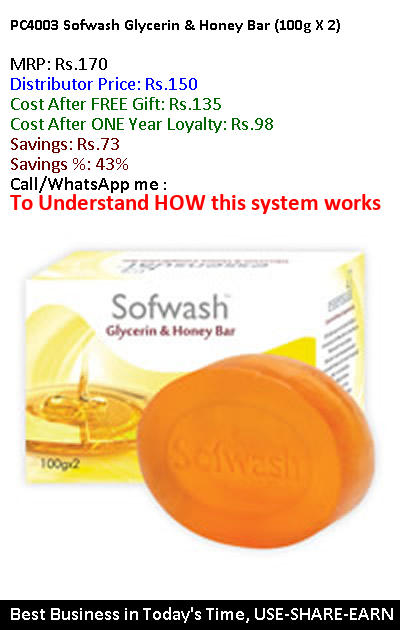 PC4003 Sofwash Glycerin & Honey Bar (100g X 2)
MRP: Rs.170
Distributor Price: Rs.150
Cost After FREE Gift: Rs.135
Cost After ONE Year Loyalty: Rs.98
Savings: Rs.73
Savings %: 43%
Call/WhatsApp me :
To Understand HOW this system works
Sofwash™
Glycerin & Honey Bar
100gx2
Sofwash
Best Business in Today's Time, USE-SHARE-EARN